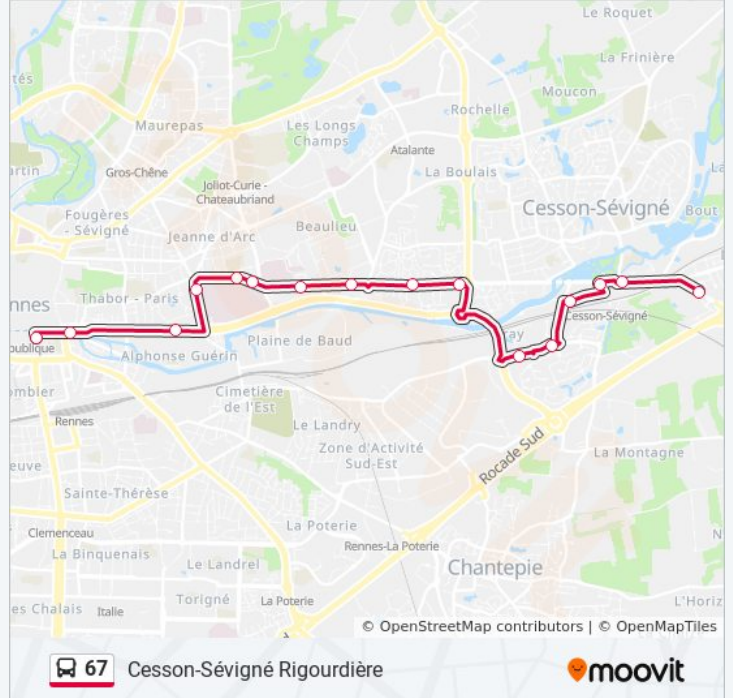 Le Roquet
La Frinière
tés
Moucon
Rochelle
Maurepas
Les Longs
Champs
Atalante
artin
Gros-Chêne
La Boulais
Joliot-Curie -
Chateaubriand
Cesson-Sévigné
Fougères
- Sévigné
Bout
Beaulieu
Jeanne d'Arc
nnes
Thabor - Paris
Cesson-Sévigné
ray
publique
Alphonse Guérin
Plaine de Baud
ombler
Cimetière
de l'Est
Rennes
Le Landry
Zone d'Activité
Sud-Est
Rocade Sud
La Montagne
euve
Sainte-Thérèse
La Poterie
Clemenceau
Rennes-La Poterie
La Binquenais
Le Landrel
Chantepie
Torigné
La Poterie
es Chalais
Italie
L'Horiz
© OpenStreetMap contributors | © OpenMapTiles
67 Cesson-Sévigné Rigourdière
moovit